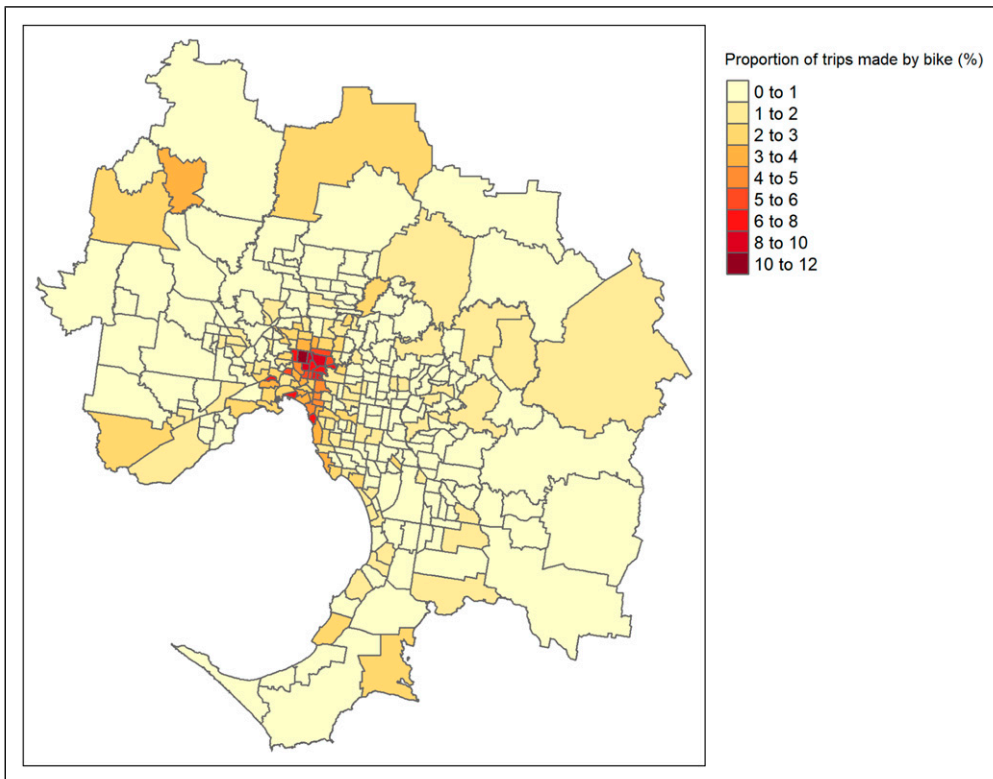 Proportion of trips made by bike (%)
0 to 1
1 to 2
2 to 3
3 to 4
4 to 5
5 to 6
6 to 8
8 to 10
10 to 12